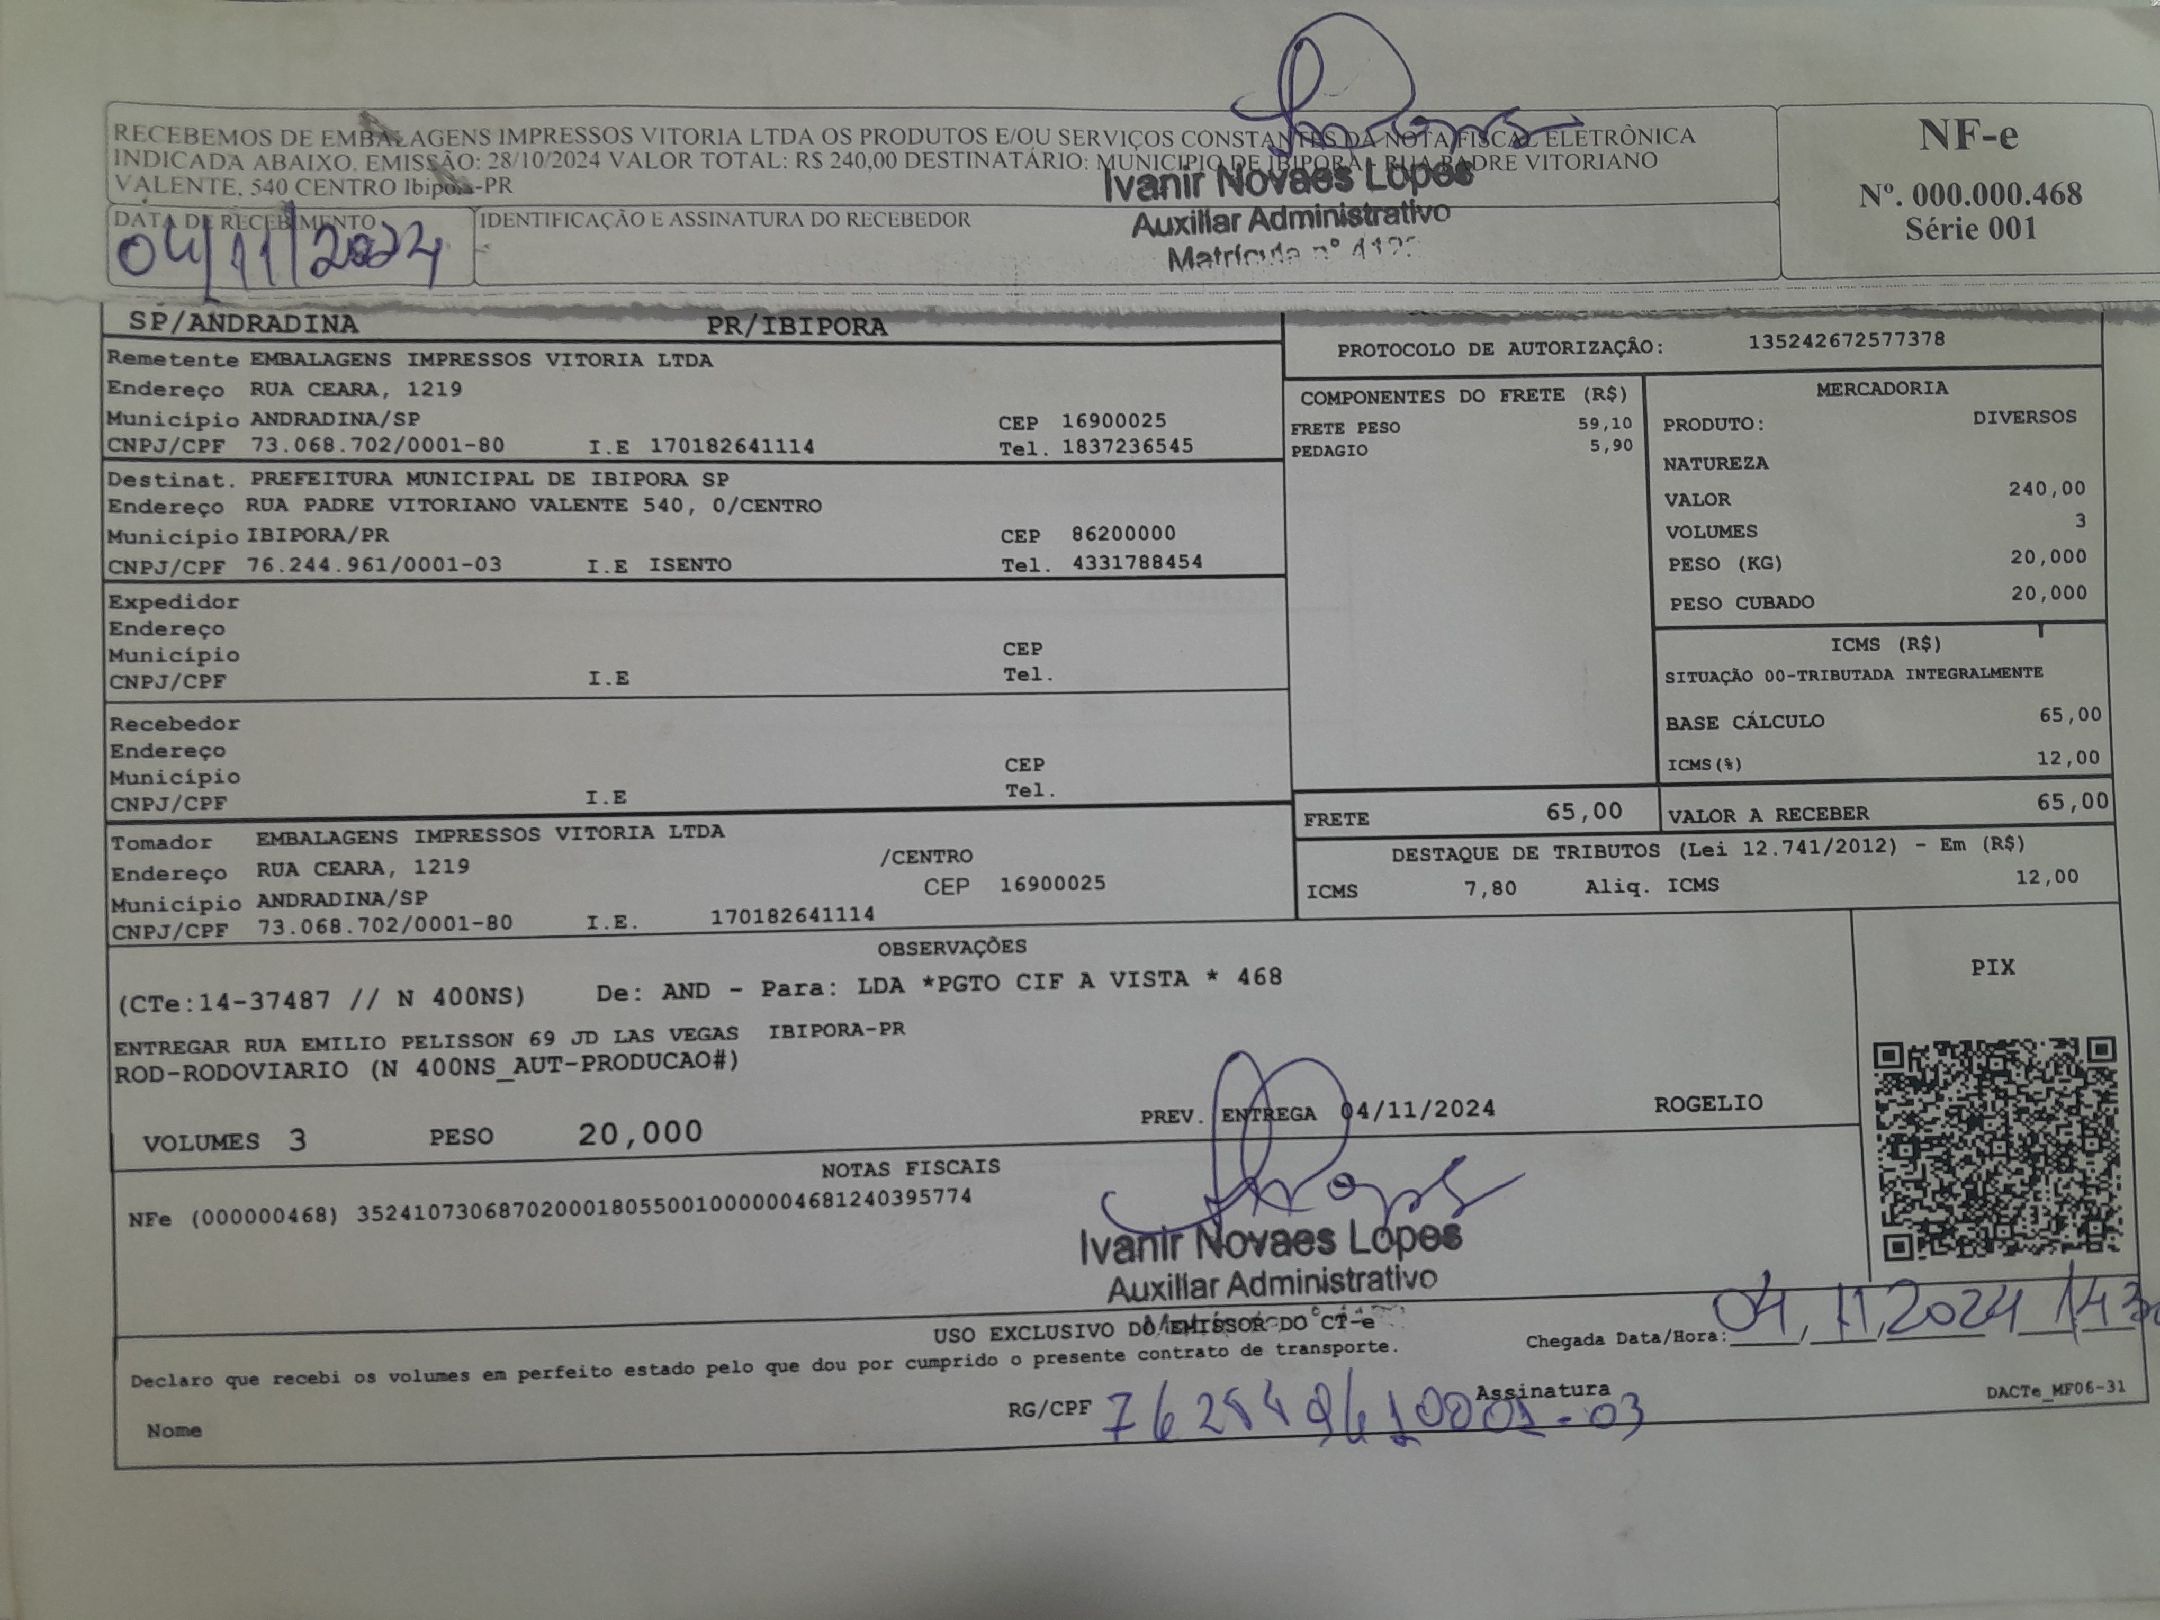 RECEBEMOS DE EMBALAGENS IMPRESSOS VITORIA LTDA OS PRODUTOS E/OU SERVIÇOS CONSTANTES DA NOTA FISCAL ELETRÔNICA
INDICADA ABAIXO. EMISSÃO: 28/10/2024 VALOR TOTAL: R$ 240,00 DESTINATÁRIO: MUNICIPIO DE IBIPORA - RUA PADRE VITORIANO
VALENTE, 540 CENTRO Ibipora-PR
NF-e
Nº. 000.000.468
Série 001
Ivanir Novaes Lopes
Auxiliar Administrativo
Matrícula nº
DATA DE RECEBIMENTO
04/11/2024
IDENTIFICAÇÃO E ASSINATURA DO RECEBEDOR
SP/ANDRADINA PR/IBIPORA
Remetente EMBALAGENS IMPRESSOS VITORIA LTDA
Endereço RUA CEARA, 1219
Município ANDRADINA/SP CEP 16900025
CNPJ/CPF 73.068.702/0001-80 I.E 170182641114 Tel. 1837236545
Destinat. PREFEITURA MUNICIPAL DE IBIPORA SP
Endereço RUA PADRE VITORIANO VALENTE 540, 0/CENTRO
Município IBIPORA/PR CEP 86200000
CNPJ/CPF 76.244.961/0001-03 I.E ISENTO Tel. 4331788454
Expedidor
Endereço
Município CEP
CNPJ/CPF I.E Tel.
Recebedor
Endereço
Município CEP
CNPJ/CPF I.E Tel.
Tomador EMBALAGENS IMPRESSOS VITORIA LTDA
Endereço RUA CEARA, 1219 /CENTRO
Município ANDRADINA/SP CEP 16900025
CNPJ/CPF 73.068.702/0001-80 I.E. 170182641114
PROTOCOLO DE AUTORIZAÇÃO: 135242672577378
COMPONENTES DO FRETE (R$)
FRETE PESO 59,10
PEDAGIO 5,90
MERCADORIA
PRODUTO: DIVERSOS
NATUREZA
VALOR 240,00
VOLUMES 3
PESO (KG) 20,000
PESO CUBADO 20,000
ICMS (R$)
SITUAÇÃO 00-TRIBUTADA INTEGRALMENTE
BASE CÁLCULO 65,00
ICMS(%) 12,00
FRETE 65,00 VALOR A RECEBER 65,00
DESTAQUE DE TRIBUTOS (Lei 12.741/2012) - Em (R$)
ICMS 7,80 Aliq. ICMS 12,00
OBSERVAÇÕES
(CTe:14-37487 // N 400NS) De: AND - Para: LDA *PGTO CIF A VISTA * 468
ENTREGAR RUA EMILIO PELISSON 69 JD LAS VEGAS IBIPORA-PR
ROD-RODOVIARIO (N 400NS_AUT-PRODUCAO#)
VOLUMES 3 PESO 20,000 PREV. ENTREGA 04/11/2024 ROGELIO
PIX
NOTAS FISCAIS
NFe (000000468) 35241073068702000180550010000004681240395774
Ivanir Novaes Lopes
Auxiliar Administrativo
USO EXCLUSIVO DO EMISSOR DO CT-e
Chegada Data/Hora: 04/11/2024
Declaro que recebi os volumes em perfeito estado pelo que dou por cumprido o presente contrato de transporte.
Nome RG/CPF Assinatura
DACTe_MF06-31